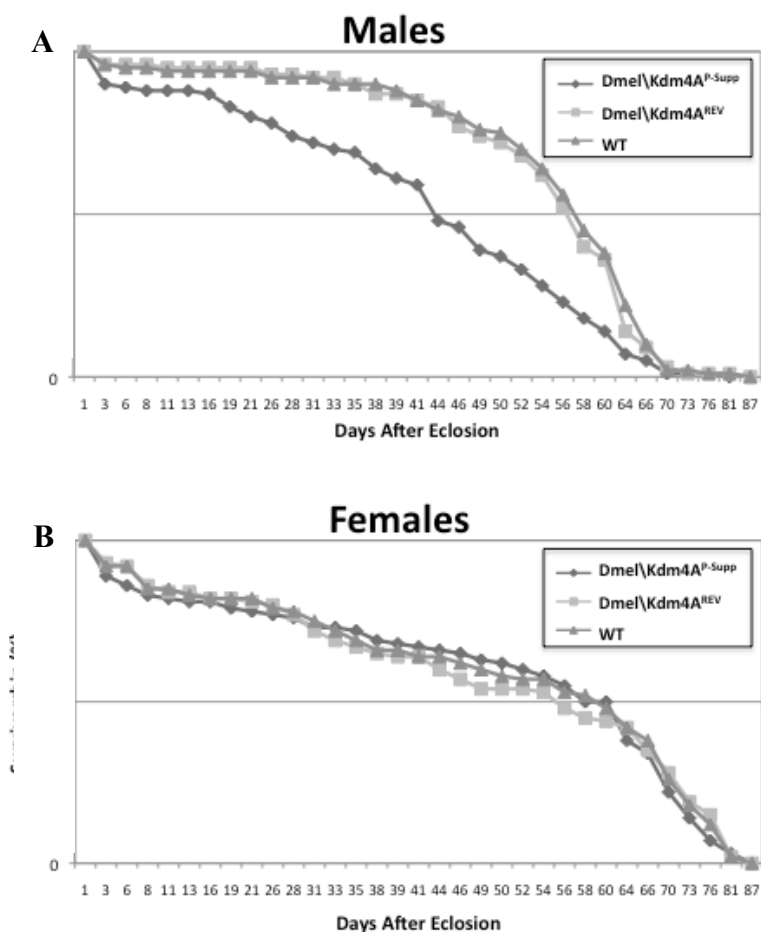 A
Males
Dmel\Kdm4A^P-Supp
Dmel\Kdm4A^REV
WT
0
1 3 6 8 11 13 16 19 21 26 28 31 33 35 38 39 41 44 46 49 50 52 54 56 58 60 64 66 70 73 76 81 87
Days After Eclosion
B
Females
Dmel\Kdm4A^P-Supp
Dmel\Kdm4A^REV
WT
0
1 3 6 8 11 13 16 19 21 26 28 31 33 35 38 39 41 44 46 49 50 52 54 56 58 60 64 66 70 73 76 81 87
Days After Eclosion